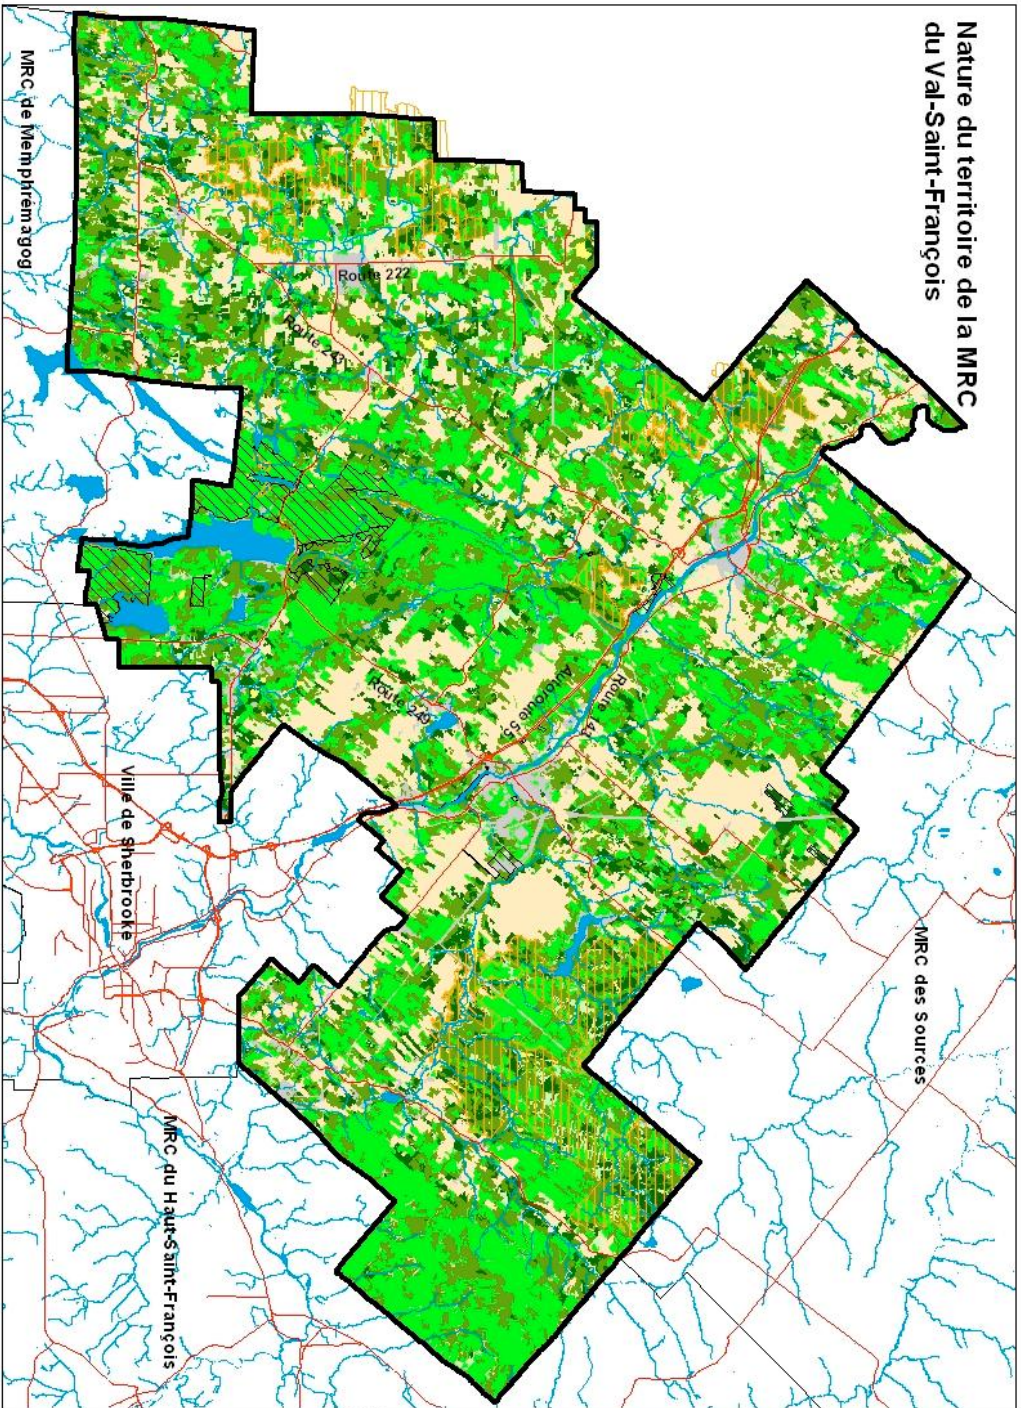 Nature du territoire de la MRC
du Val-Saint-François
MRC de Memphrémagog
Route 222
Route 243
Route 249
Autoroute 55
Route 143
Ville de Sherbrooke
MRC des Sources
MRC du Haut-Saint-François